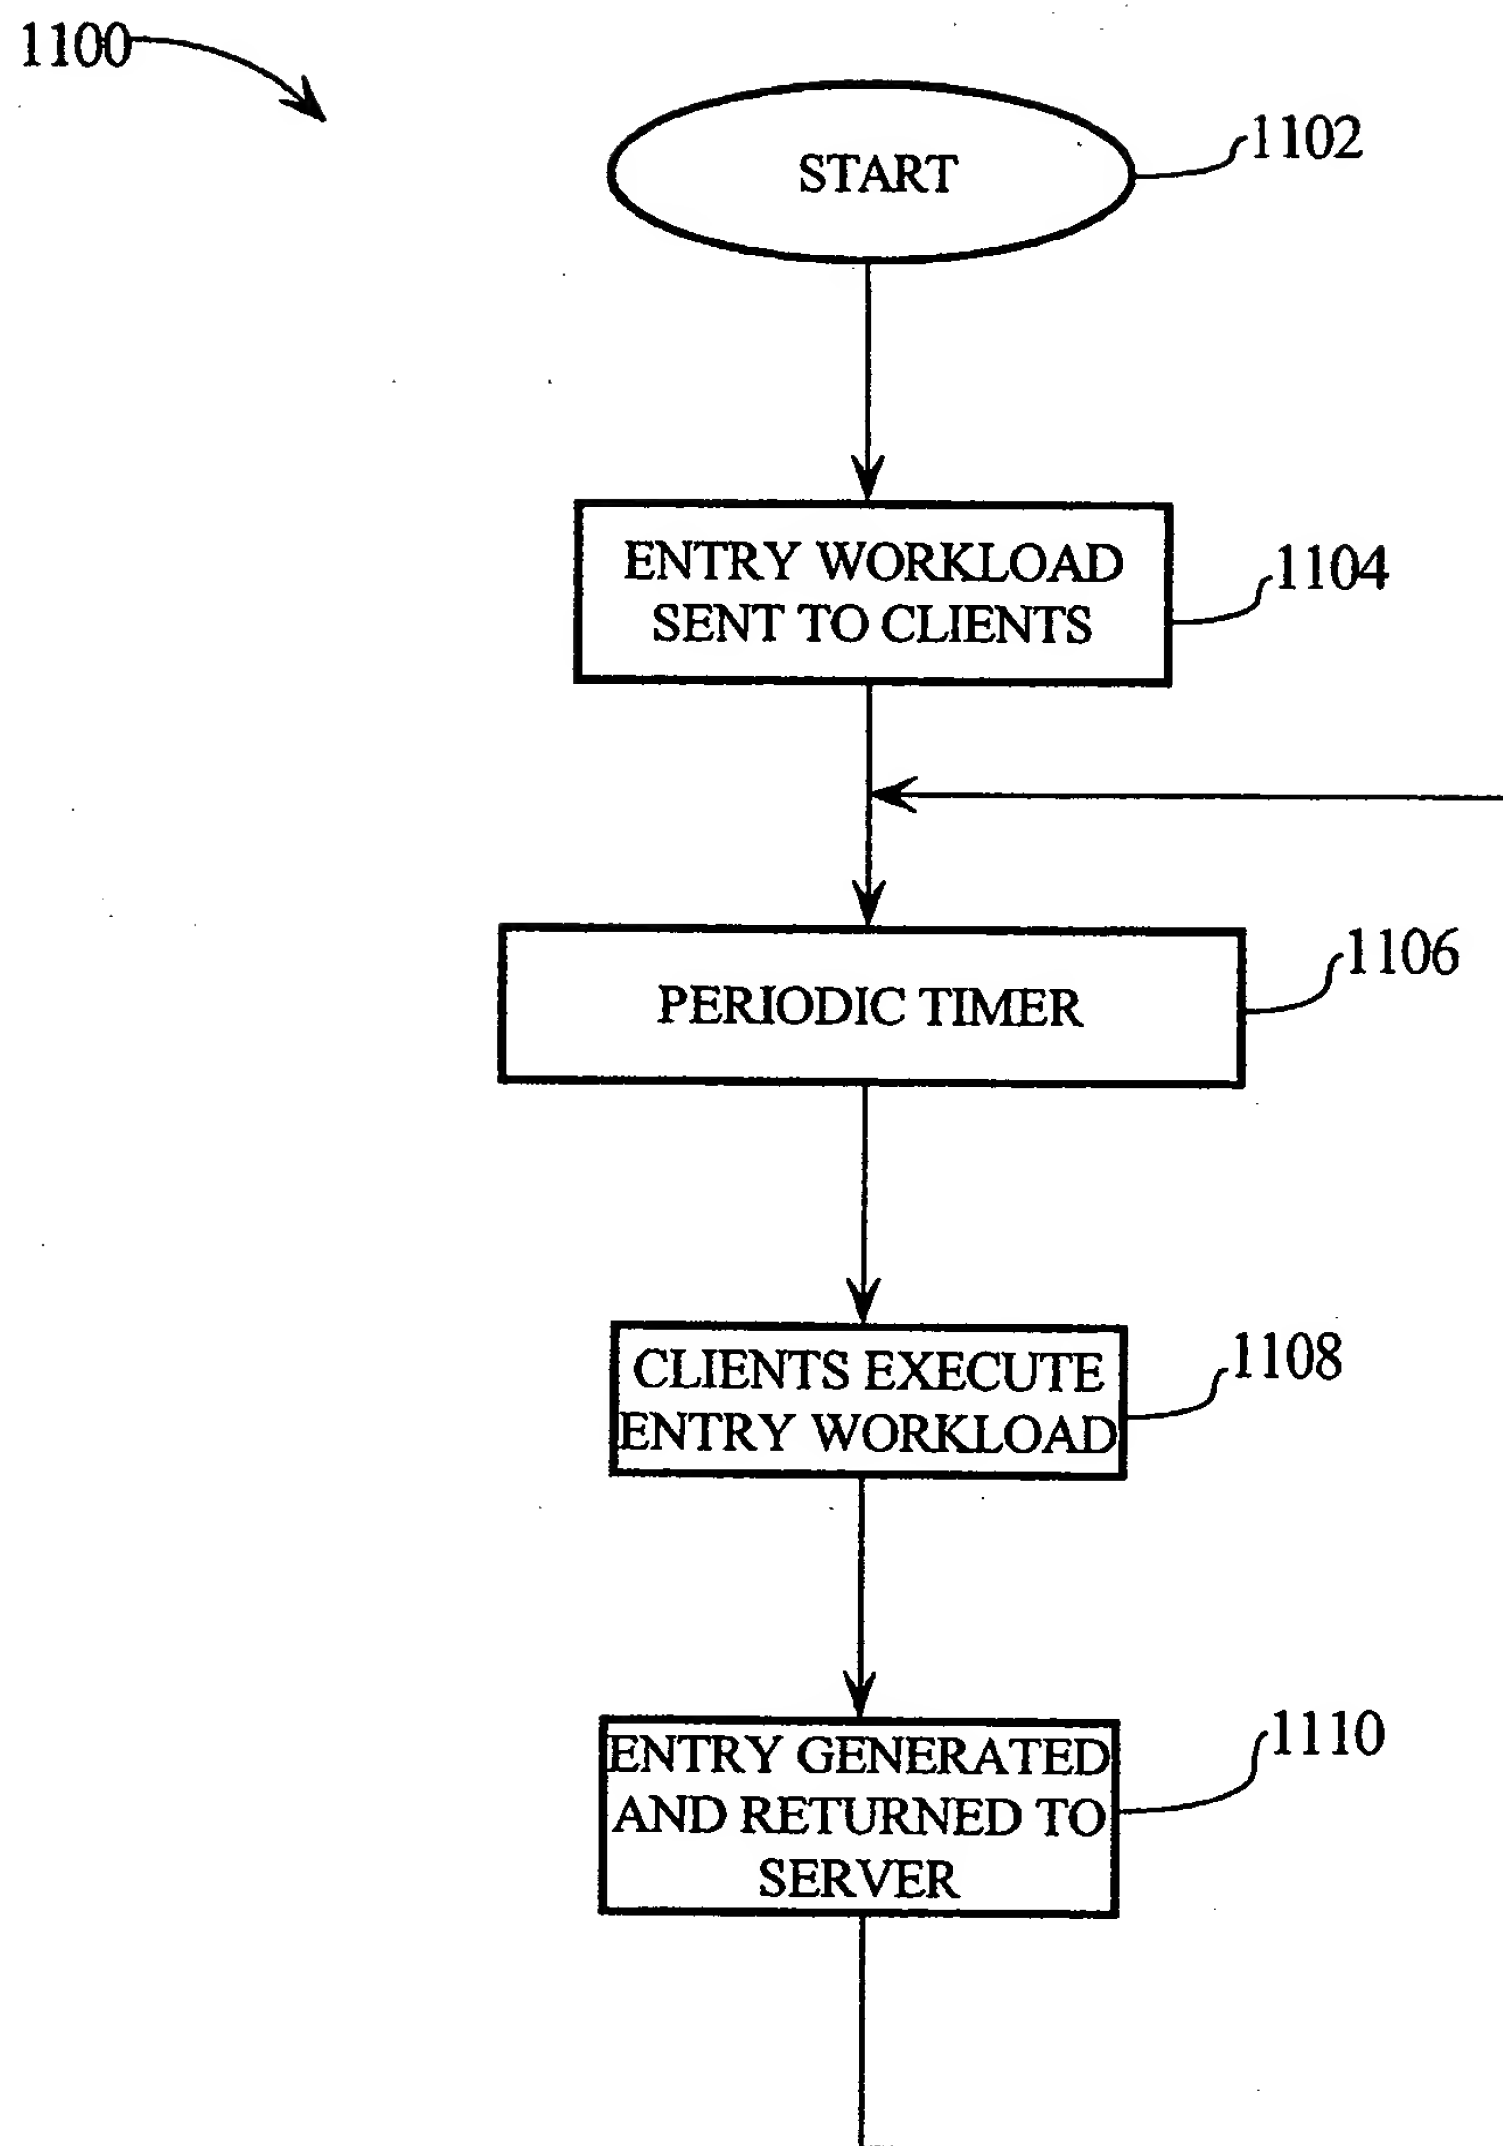 1100
START
1102
ENTRY WORKLOAD
SENT TO CLIENTS
1104
PERIODIC TIMER
1106
CLIENTS EXECUTE
ENTRY WORKLOAD
1108
ENTRY GENERATED
AND RETURNED TO
SERVER
1110